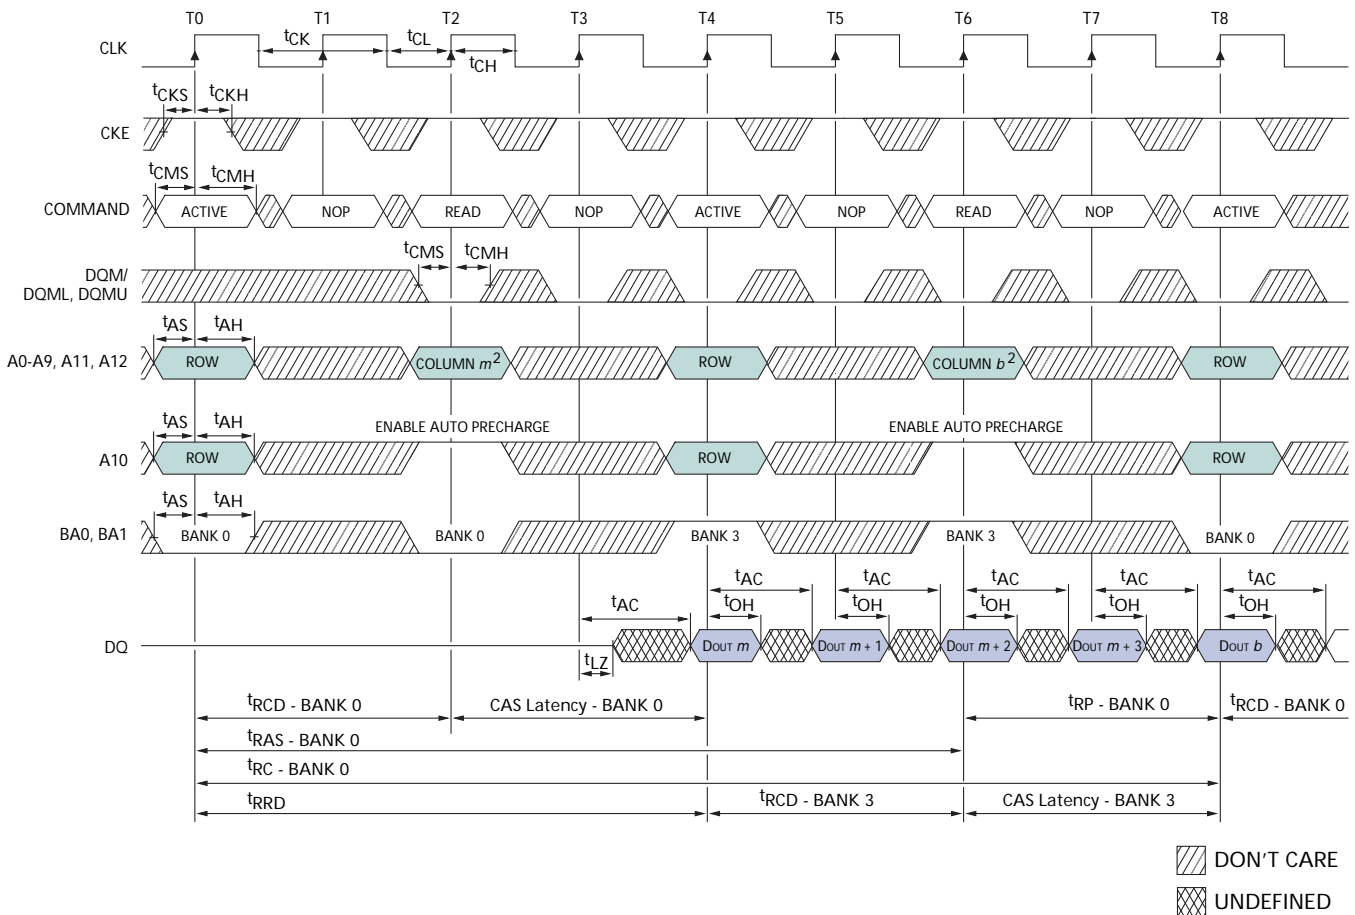 T0 T1 T2 T3 T4 T5 T6 T7 T8
CLK
tCK tCL
tCH
tCKS tCKH
CKE
tCMS tCMH
COMMAND ACTIVE NOP READ NOP ACTIVE NOP READ NOP ACTIVE
tCMS tCMH
DQM/
DQML, DQMU
tAS tAH
A0-A9, A11, A12 ROW COLUMN m2 ROW COLUMN b2 ROW
tAS tAH ENABLE AUTO PRECHARGE ENABLE AUTO PRECHARGE
A10 ROW ROW ROW
tAS tAH
BA0, BA1 BANK 0 BANK 0 BANK 3 BANK 3 BANK 0
tAC tAC tAC tAC tAC
tAC tOH tOH tOH tOH tOH
DQ DOUT m DOUT m + 1 DOUT m + 2 DOUT m + 3 DOUT b
tLZ
tRCD - BANK 0 CAS Latency - BANK 0 tRP - BANK 0 tRCD - BANK 0
tRAS - BANK 0
tRC - BANK 0
tRRD tRCD - BANK 3 CAS Latency - BANK 3
DON'T CARE
UNDEFINED